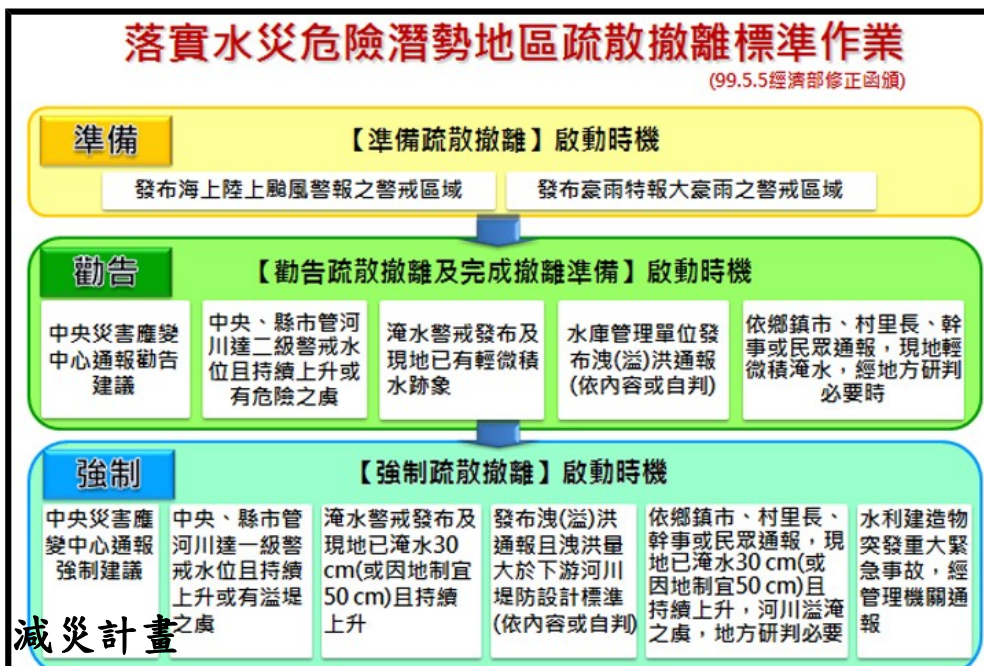 落實水災危險潛勢地區疏散撤離標準作業
(99.5.5經濟部修正函頒)
準備
【準備疏散撤離】啟動時機
發布海上陸上颱風警報之警戒區域
發布豪雨特報大豪雨之警戒區域
勸告
【勸告疏散撤離及完成撤離準備】啟動時機
中央災害應變
中心通報勸告
建議
中央、縣市管河
川達二級警戒水
位且持續上升或
有危險之虞
淹水警戒發布及
現地已有輕微積
水跡象
水庫管理單位發
布洩(溢)洪通報
(依內容或自判)
依鄉鎮市、村里長、幹
事或民眾通報，現地輕
微積淹水，經地方研判
必要時
強制
【強制疏散撤離】啟動時機
中央災害應
變中心通報
強制建議
中央、縣市管
河川達一級警
戒水位且持續
上升或有溢堤
之虞
淹水警戒發布及
現地已淹水30
cm(或因地制宜
50 cm)且持續
上升
發布洩(溢)洪
通報且洩洪量
大於下游河川
堤防設計標準
(依內容或自判)
依鄉鎮市、村里長、
幹事或民眾通報，現
地已淹水30 cm(或
因地制宜50 cm)且
持續上升，河川溢淹
之虞，地方研判必要
水利建造物
突發重大緊
急事故，經
管理機關通
報
減災計畫